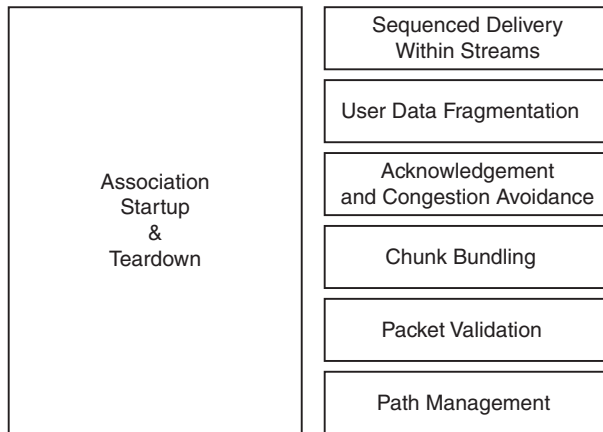 Association
Startup
&
Teardown
Sequenced Delivery
Within Streams
User Data Fragmentation
Acknowledgement
and Congestion Avoidance
Chunk Bundling
Packet Validation
Path Management